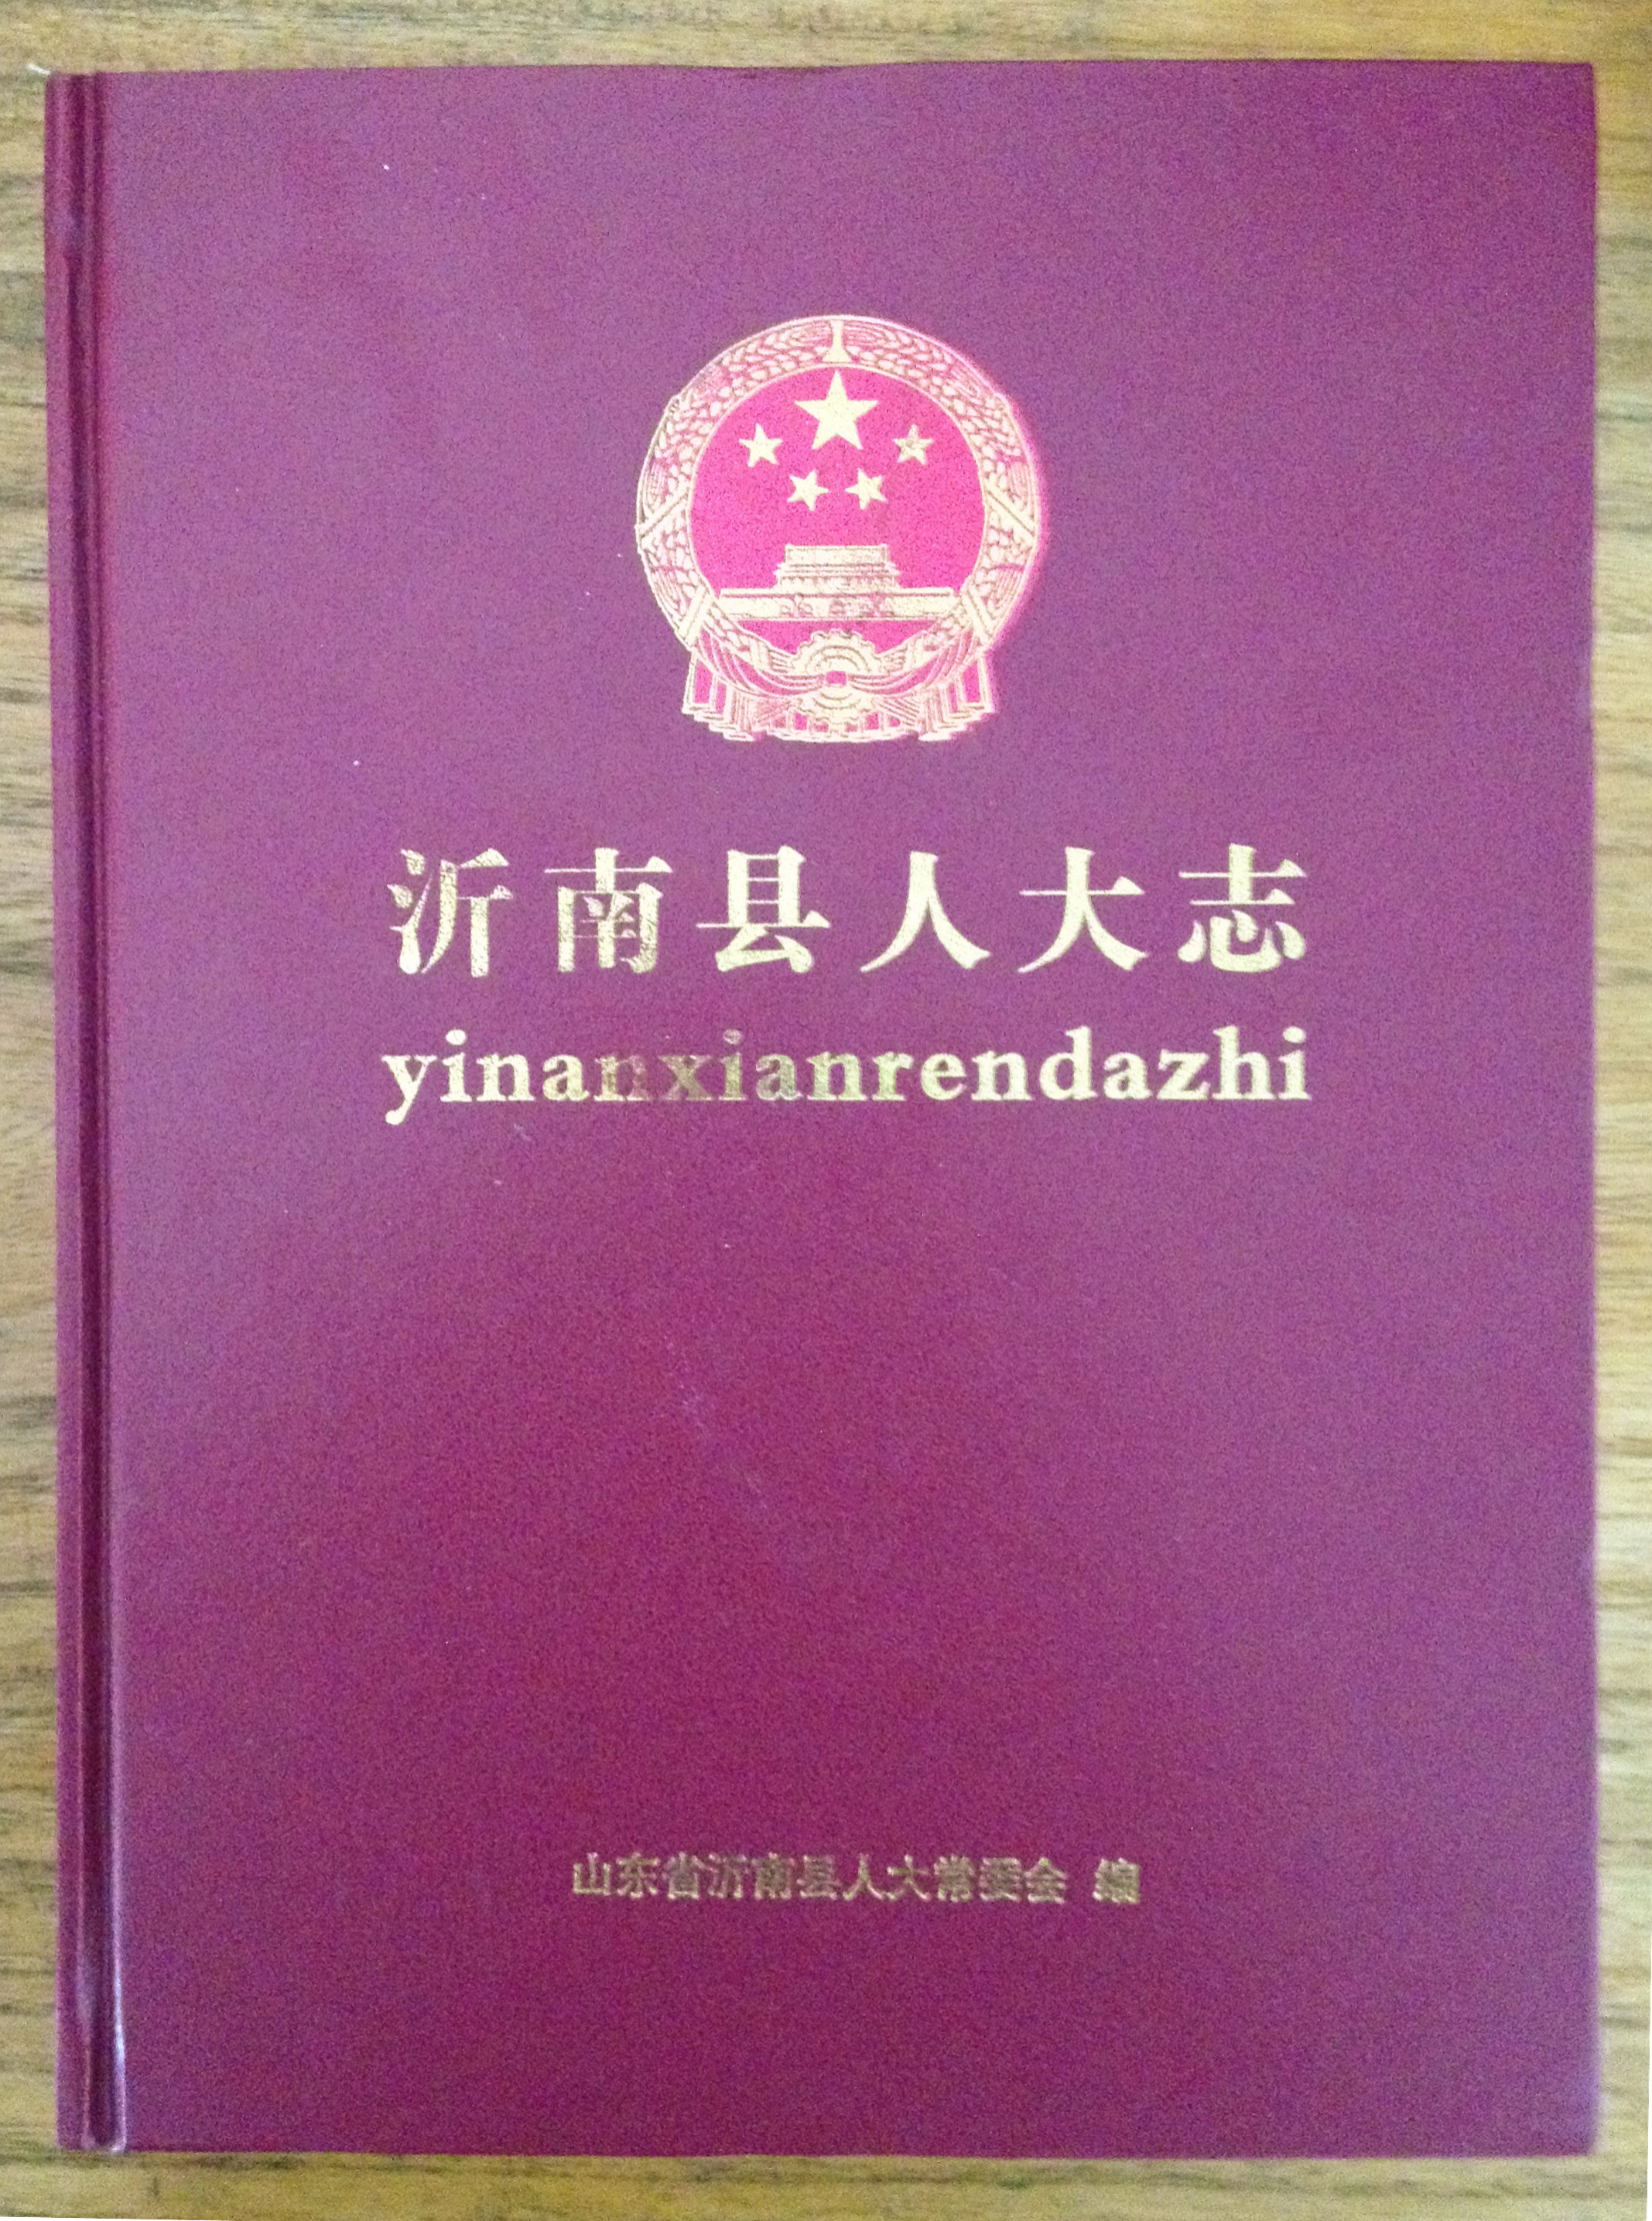 沂南县人大志
yinanxianrendazhi
山东省沂南县人大常委会 编